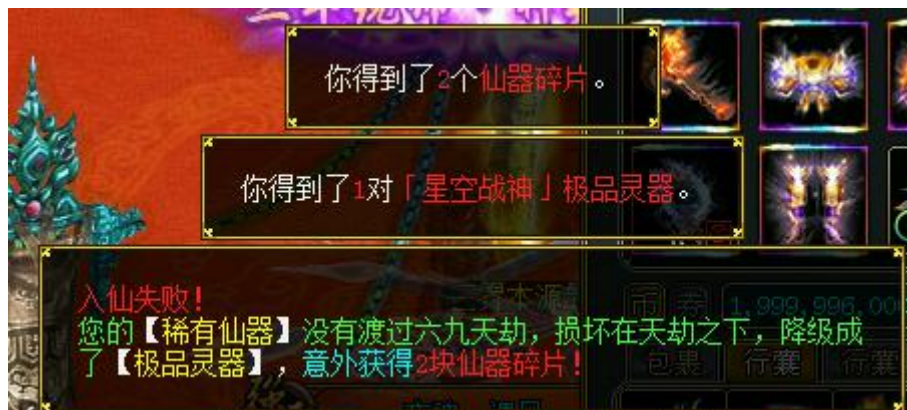 你得到了2个仙器碎片。
你得到了1对「星空战神」极品灵器。
入仙失败！
您的【稀有仙器】没有渡过六九天劫，损坏在天劫之下，降级成
了【极品灵器】，意外获得2块仙器碎片！
包裹 行囊 行囊